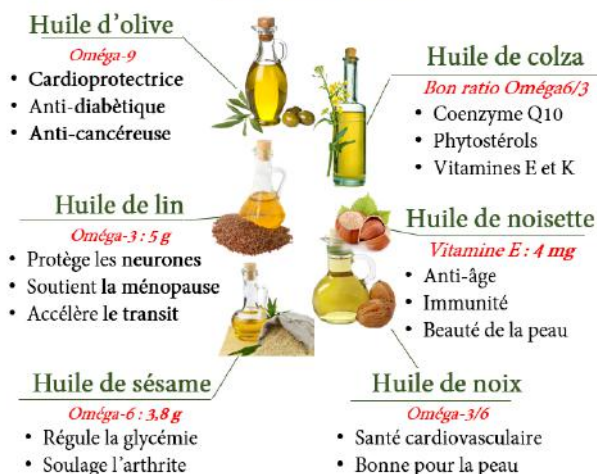 Huile d'olive
Oméga-9
• Cardioprotectrice
• Anti-diabètique
• Anti-cancéreuse
Huile de colza
Bon ratio Oméga6/3
• Coenzyme Q10
• Phytostérols
• Vitamines E et K
Huile de lin
Oméga-3 : 5 g
• Protège les neurones
• Soutient la ménopause
• Accélère le transit
Huile de noisette
Vitamine E : 4 mg
• Anti-âge
• Immunité
• Beauté de la peau
Huile de sésame
Oméga-6 : 3,8 g
• Régule la glycémie
• Soulage l'arthrite
Huile de noix
Oméga-3/6
• Santé cardiovasculaire
• Bonne pour la peau